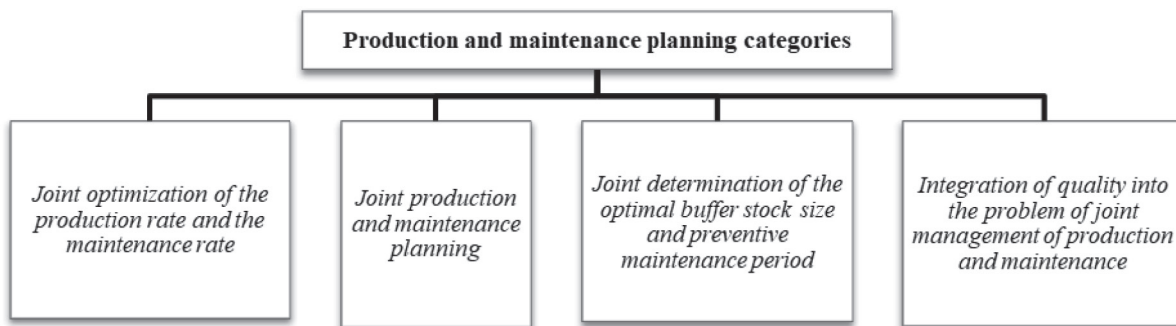 Production and maintenance planning categories
Joint optimization of the
production rate and the
maintenance rate
Joint production
and maintenance
planning
Joint determination of the
optimal buffer stock size
and preventive
maintenance period
Integration of quality into
the problem of joint
management of production
and maintenance